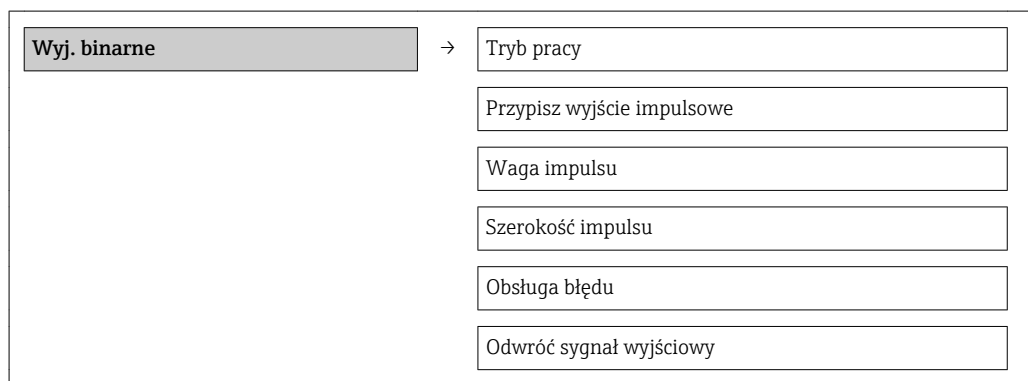 Wyj. binarne → Tryb pracy
Przypisz wyjście impulsowe
Waga impulsu
Szerokość impulsu
Obsługa błędu
Odwróć sygnał wyjściowy